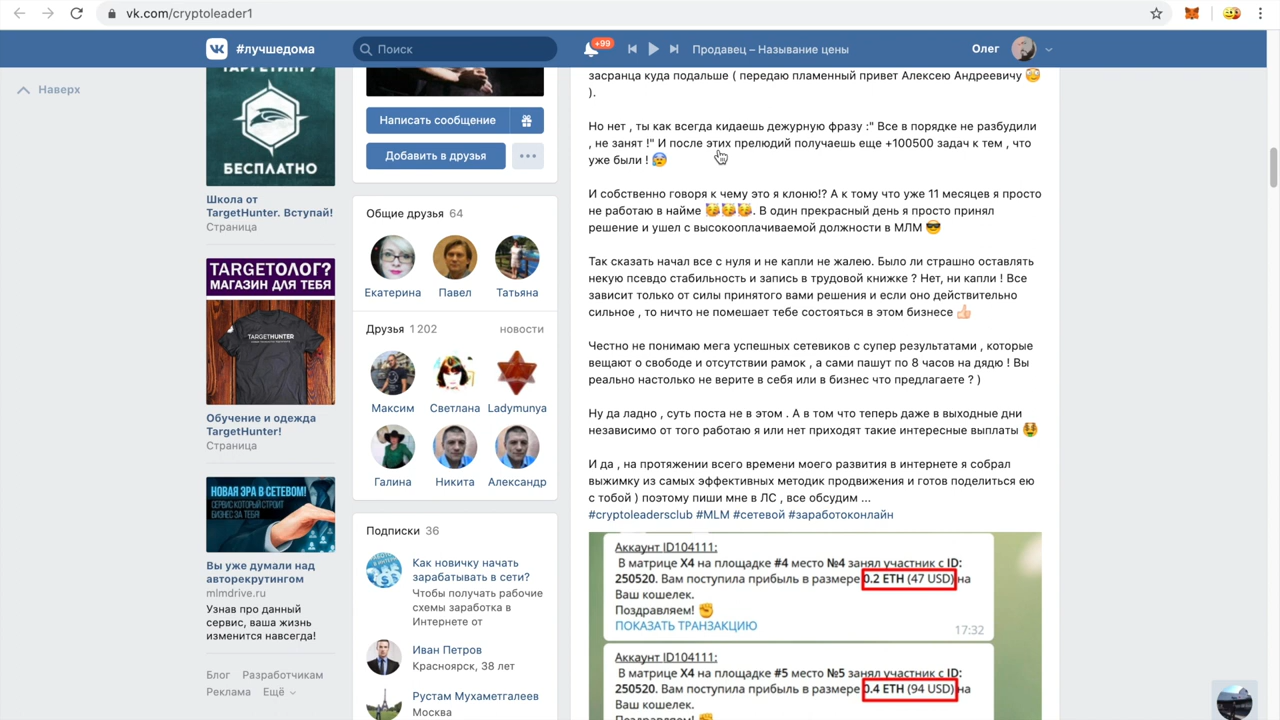 vk.com/cryptoleader1
#лучшедома
Поиск
+99
Продавец – Называние цены
Олег
Наверх
ТАРГЕТИНГУ
БЕСПЛАТНО
Школа от
TargetHunter. Вступай!
Страница
TARGETОЛОГ?
МАГАЗИН ДЛЯ ТЕБЯ
TARGETHUNTER
Обучение и одежда
TargetHunter!
Страница
НОВАЯ ЭРА В СЕТЕВОМ!
СЕРВИС КОТОРЫЙ СТРОИТ
БИЗНЕС ЗА ТЕБЯ!
Вы уже думали над
авторекрутингом
mlmdrive.ru
Узнав про данный
сервис, ваша жизнь
изменится навсегда!
Блог Разработчикам
Реклама Ещё
Написать сообщение
Добавить в друзья
Общие друзья 64
Екатерина Павел Татьяна
Друзья 1 202 новости
Максим Светлана Ladymunya
Галина Никита Александр
Подписки 36
Как новичку начать
зарабатывать в сети?
Чтобы получать рабочие
схемы заработка в
Интернете от
Иван Петров
Красноярск, 38 лет
Рустам Мухаметгалеев
Москва
засранца куда подальше ( передаю пламенный привет Алексею Андреевичу 😳
).
Но нет , ты как всегда кидаешь дежурную фразу :" Все в порядке не разбудили
, не занят !" И после этих прелюдий получаешь еще +100500 задач к тем , что
уже были ! 😰
И собственно говоря к чему это я клоню!? А к тому что уже 11 месяцев я просто
не работаю в найме 🥳🥳🥳. В один прекрасный день я просто принял
решение и ушел с высокооплачиваемой должности в МЛМ 😎
Так сказать начал все с нуля и не капли не жалею. Было ли страшно оставлять
некую псевдо стабильность и запись в трудовой книжке ? Нет, ни капли ! Все
зависит только от силы принятого вами решения и если оно действительно
сильное , то ничто не помешает тебе состояться в этом бизнесе 👍🏻
Честно не понимаю мега успешных сетевиков с супер результатами , которые
вещают о свободе и отсутствии рамок , а сами пашут по 8 часов на дядю ! Вы
реально настолько не верите в себя или в бизнес что предлагаете ? )
Ну да ладно , суть поста не в этом . А в том что теперь даже в выходные дни
независимо от того работаю я или нет приходят такие интересные выплаты 🤑
И да , на протяжении всего времени моего развития в интернете я собрал
выжимку из самых эффективных методик продвижения и готов поделиться ею
с тобой ) поэтому пиши мне в ЛС , все обсудим ...
#cryptoleadersclub #MLM #сетевой #заработоконлайн
Аккаунт ID104111:
В матрице X4 на площадке #4 место №4 занял участник с ID:
250520. Вам поступила прибыль в размере 0.2 ETH (47 USD) на
Ваш кошелек.
Поздравляем! ✊
ПОКАЗАТЬ ТРАНЗАКЦИЮ
17:32
Аккаунт ID104111:
В матрице X4 на площадке #5 место №5 занял участник с ID:
250520. Вам поступила прибыль в размере 0.4 ETH (94 USD) на
Ваш кошелек.
Поздравляем! ✊